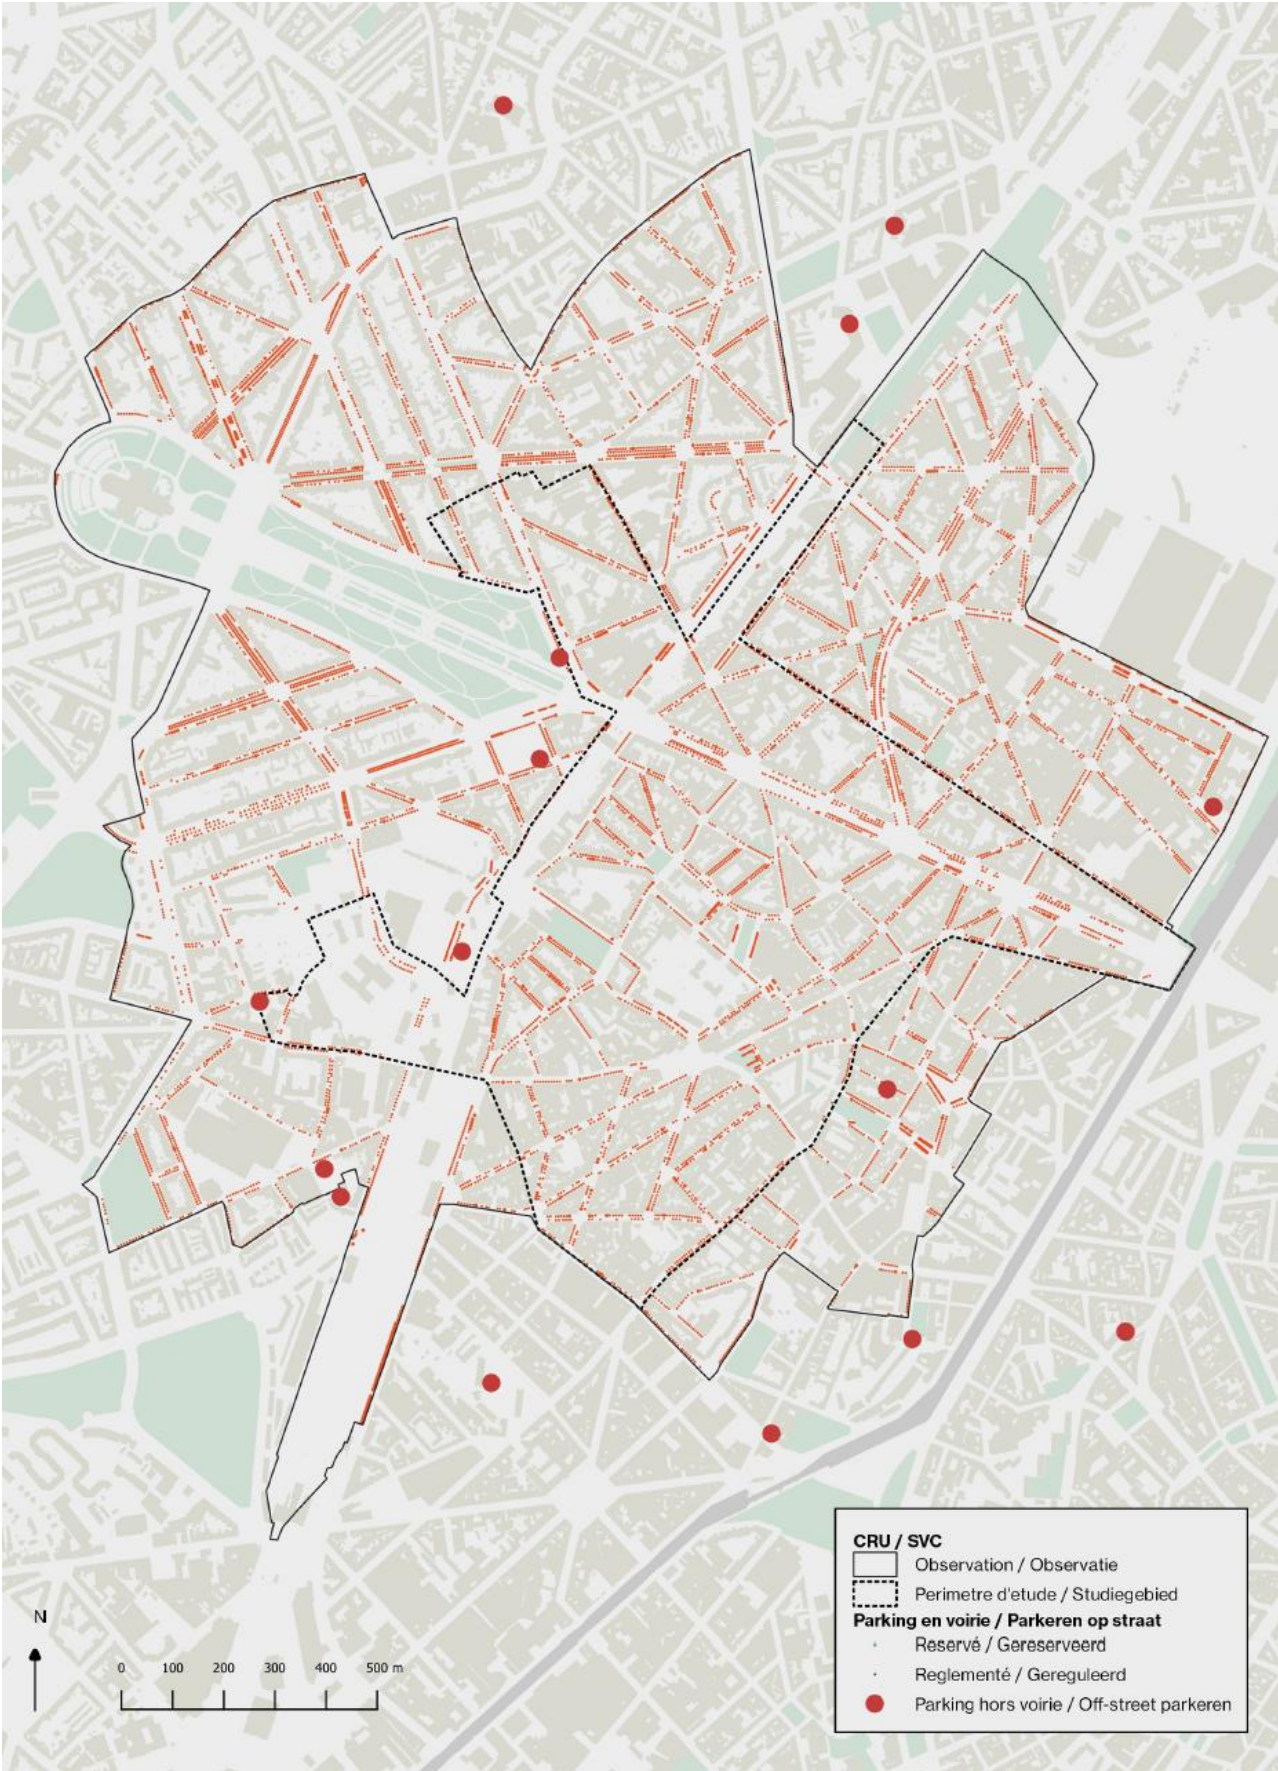 CRU / SVC
Observation / Observatie
Perimetre d'etude / Studiegebied
Parking en voirie / Parkeren op straat
Reservé / Gereserveerd
Reglementé / Gereguleerd
Parking hors voirie / Off-street parkeren
N
0 100 200 300 400 500 m